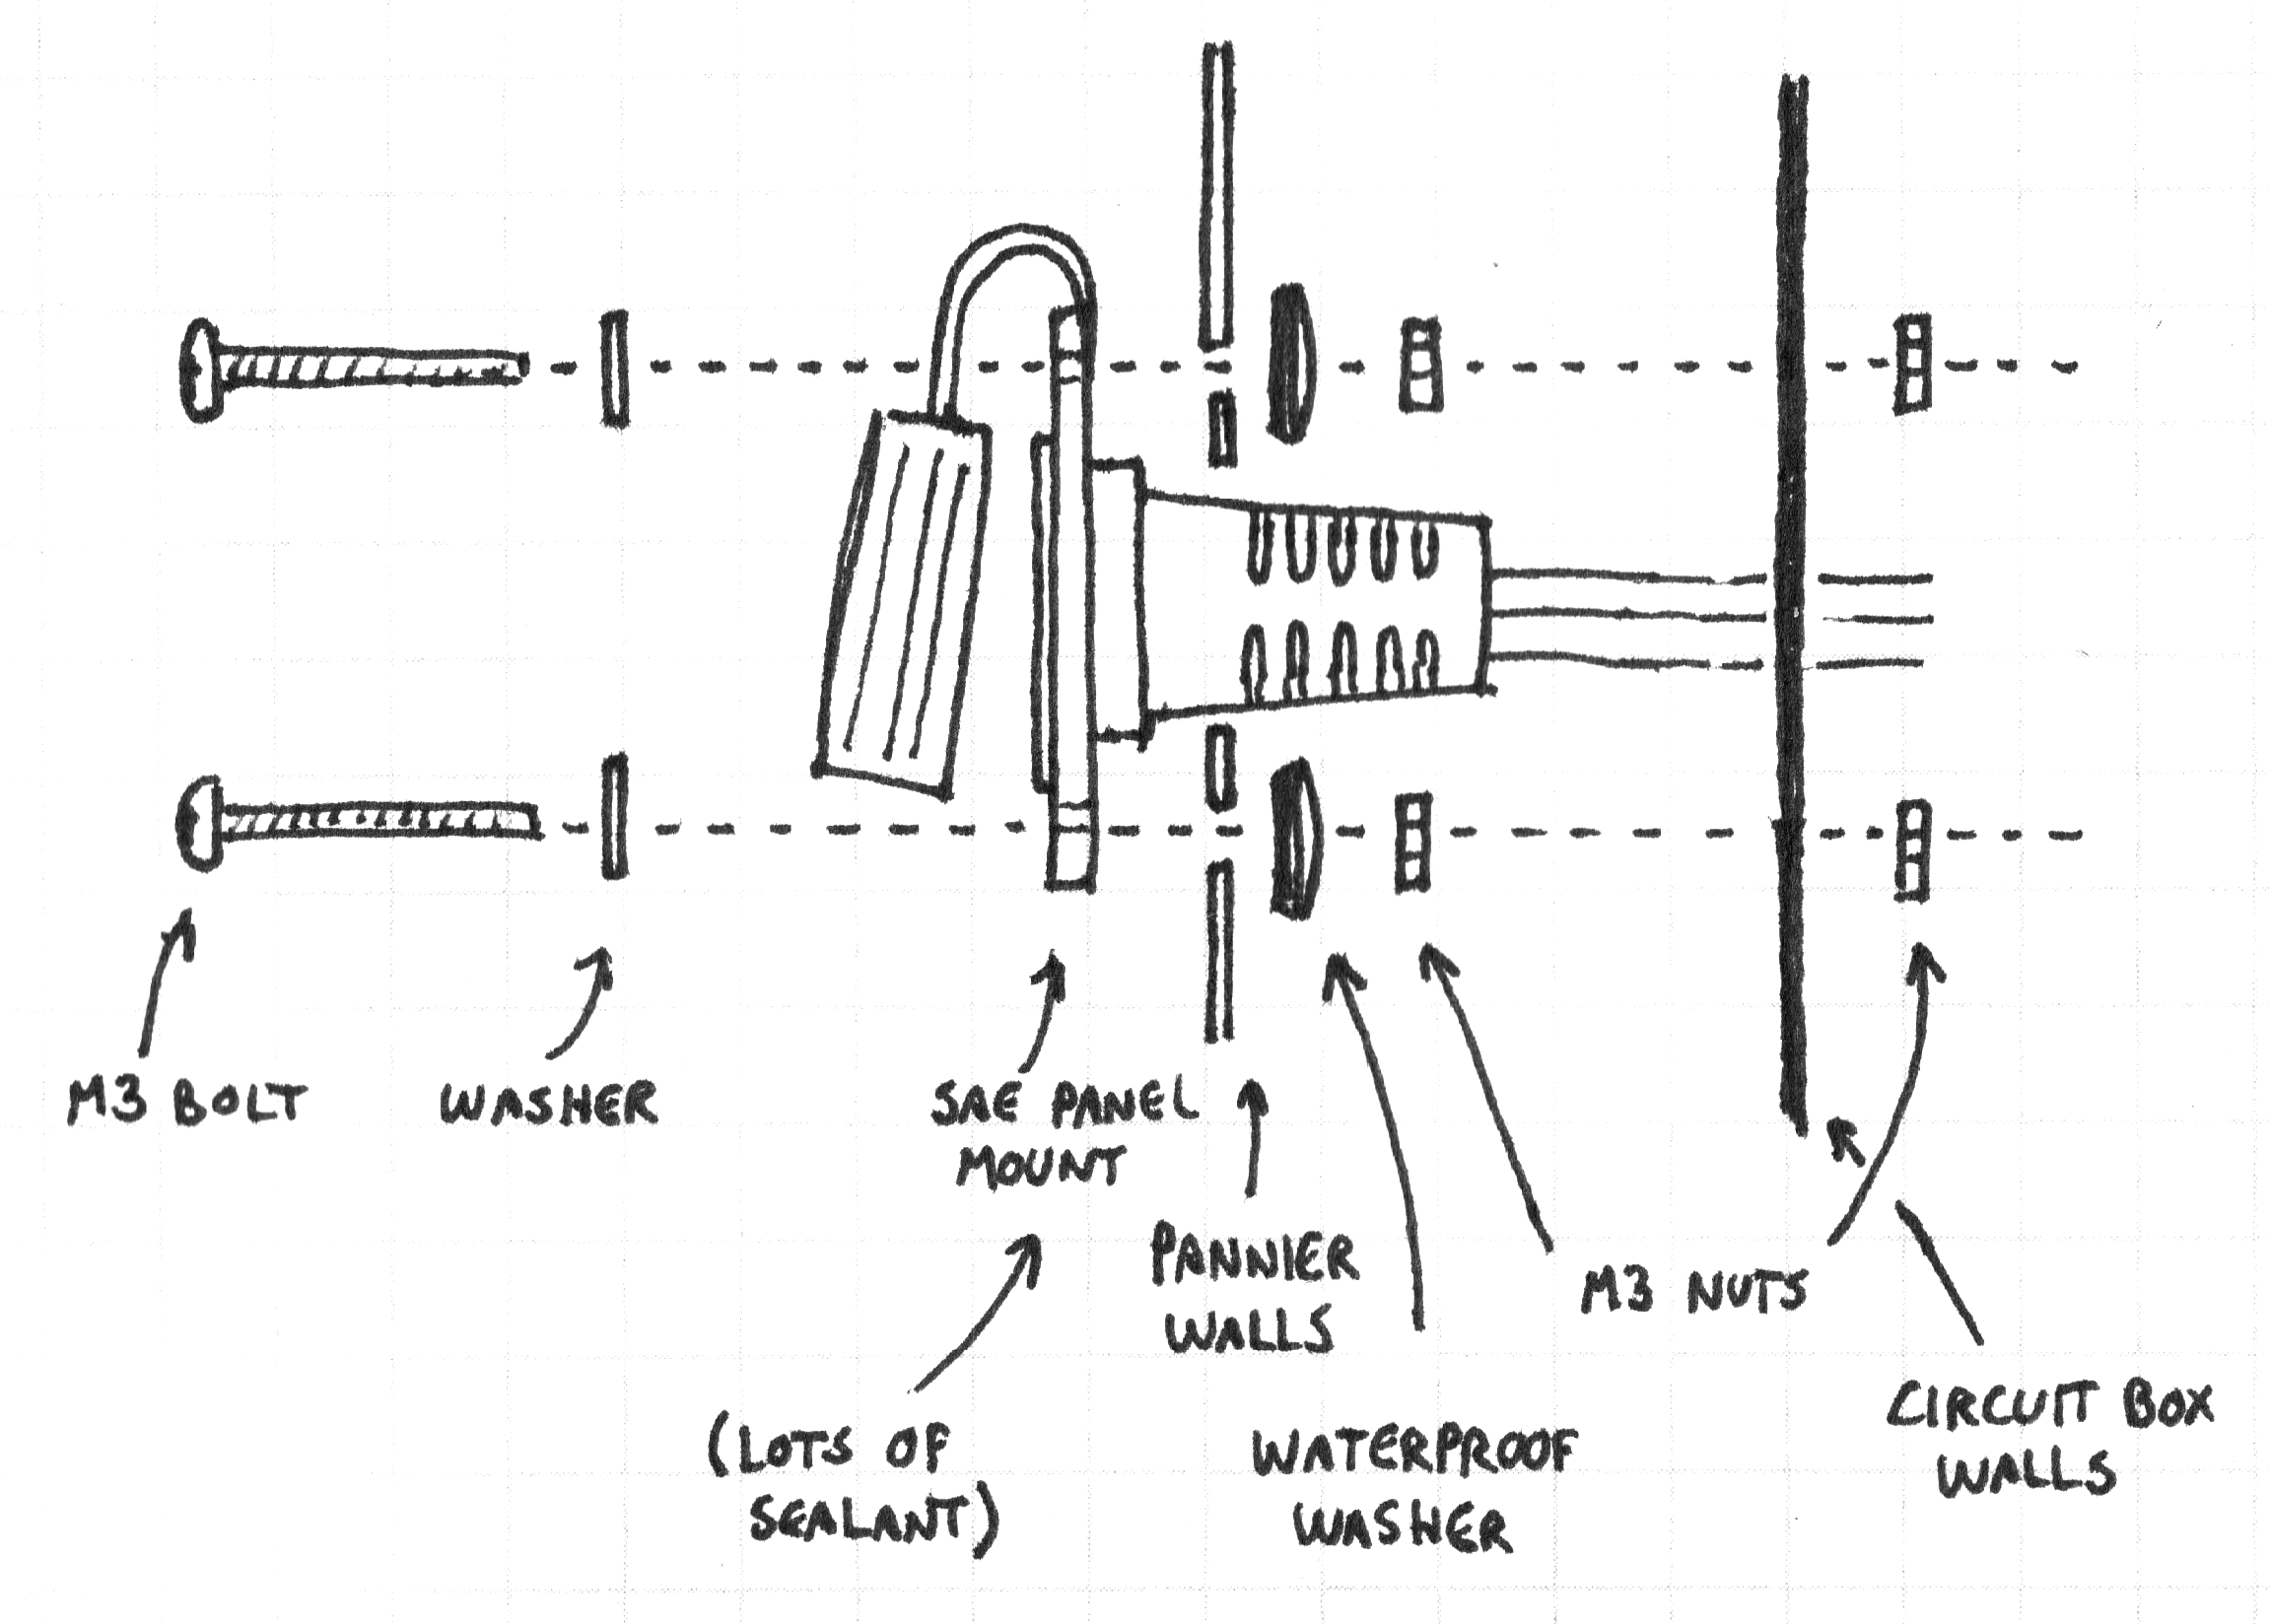 M3 BOLT
WASHER
SAE PANEL
MOUNT
(LOTS OF
SEALANT)
PANNIER
WALLS
WATERPROOF
WASHER
M3 NUTS
CIRCUIT BOX
WALLS